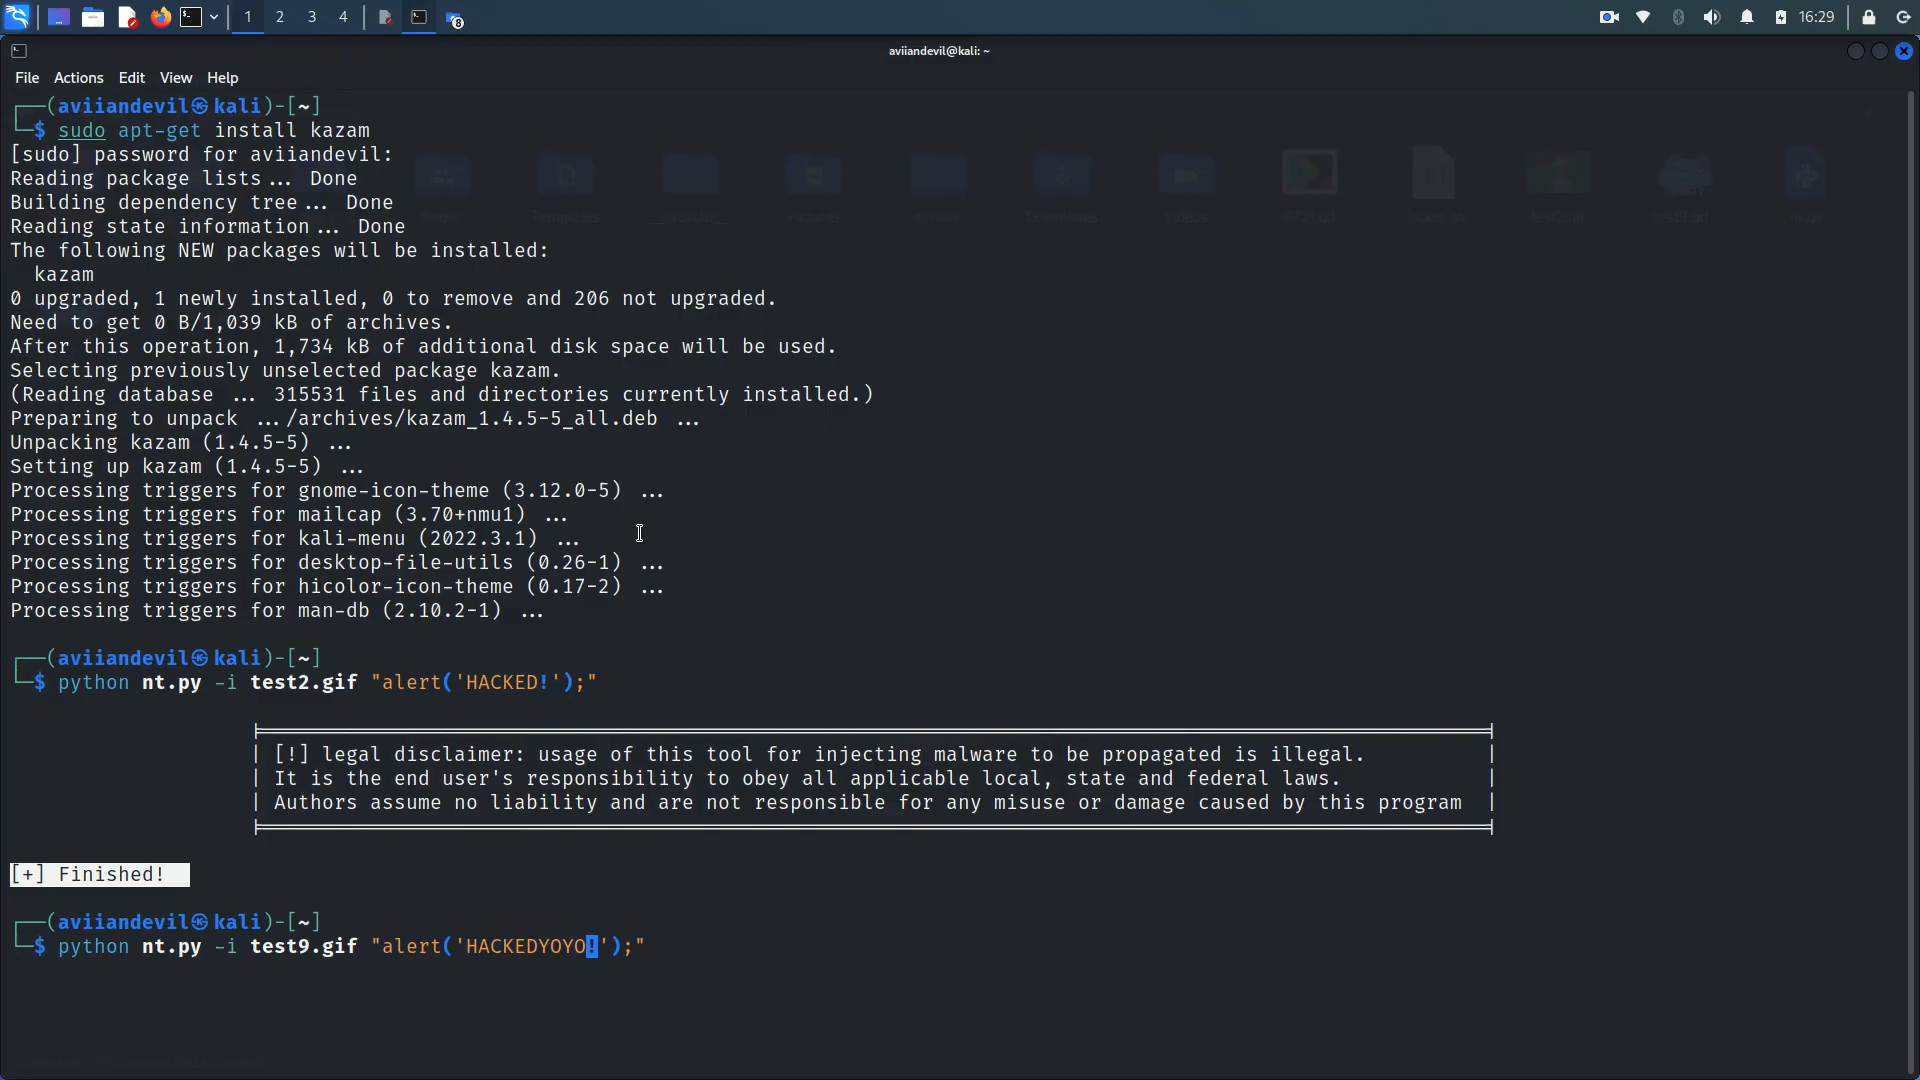 1 2 3 4
8
16:29
aviiandevil@kali: ~
File Actions Edit View Help
┌──(aviiandevil㉿kali)-[~]
└─$ sudo apt-get install kazam
[sudo] password for aviiandevil:
Reading package lists... Done
Building dependency tree... Done
Reading state information... Done
The following NEW packages will be installed:
kazam
0 upgraded, 1 newly installed, 0 to remove and 206 not upgraded.
Need to get 0 B/1,039 kB of archives.
After this operation, 1,734 kB of additional disk space will be used.
Selecting previously unselected package kazam.
(Reading database ... 315531 files and directories currently installed.)
Preparing to unpack .../archives/kazam_1.4.5-5_all.deb ...
Unpacking kazam (1.4.5-5) ...
Setting up kazam (1.4.5-5) ...
Processing triggers for gnome-icon-theme (3.12.0-5) ...
Processing triggers for mailcap (3.70+nmu1) ...
Processing triggers for kali-menu (2022.3.1) ...
Processing triggers for desktop-file-utils (0.26-1) ...
Processing triggers for hicolor-icon-theme (0.17-2) ...
Processing triggers for man-db (2.10.2-1) ...
┌──(aviiandevil㉿kali)-[~]
└─$ python nt.py -i test2.gif "alert('HACKED!');"
| [!] legal disclaimer: usage of this tool for injecting malware to be propagated is illegal. |
| It is the end user's responsibility to obey all applicable local, state and federal laws. |
| Authors assume no liability and are not responsible for any misuse or damage caused by this program |
[+] Finished!
┌──(aviiandevil㉿kali)-[~]
└─$ python nt.py -i test9.gif "alert('HACKEDYOYO!');"